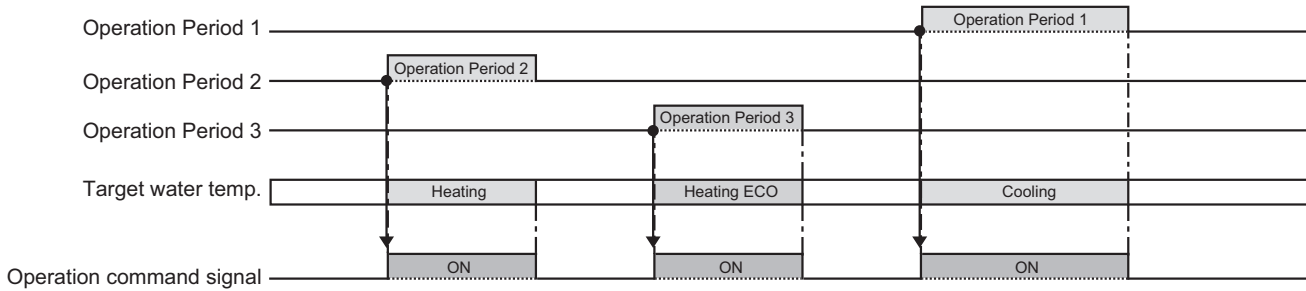 Operation Period 1
Operation Period 1
Operation Period 2
Operation Period 2
Operation Period 3
Operation Period 3
Target water temp.
Heating
Heating ECO
Cooling
Operation command signal
ON
ON
ON